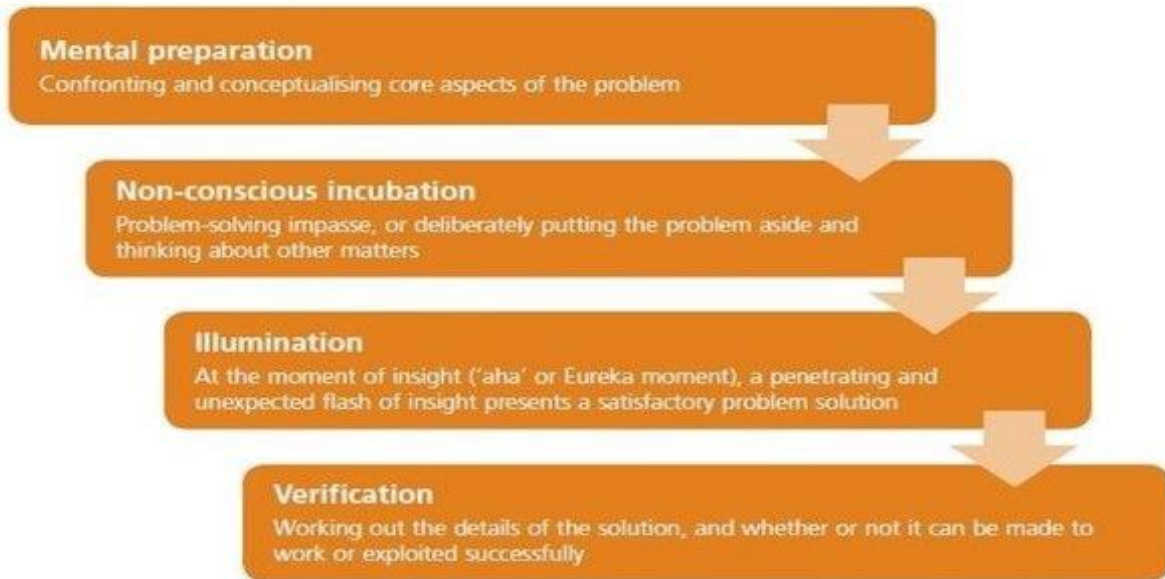 Mental preparation
Confronting and conceptualising core aspects of the problem
Non-conscious incubation
Problem-solving impasse, or deliberately putting the problem aside and
thinking about other matters
Illumination
At the moment of insight ('aha' or Eureka moment), a penetrating and
unexpected flash of insight presents a satisfactory problem solution
Verification
Working out the details of the solution, and whether or not it can be made to
work or exploited successfully